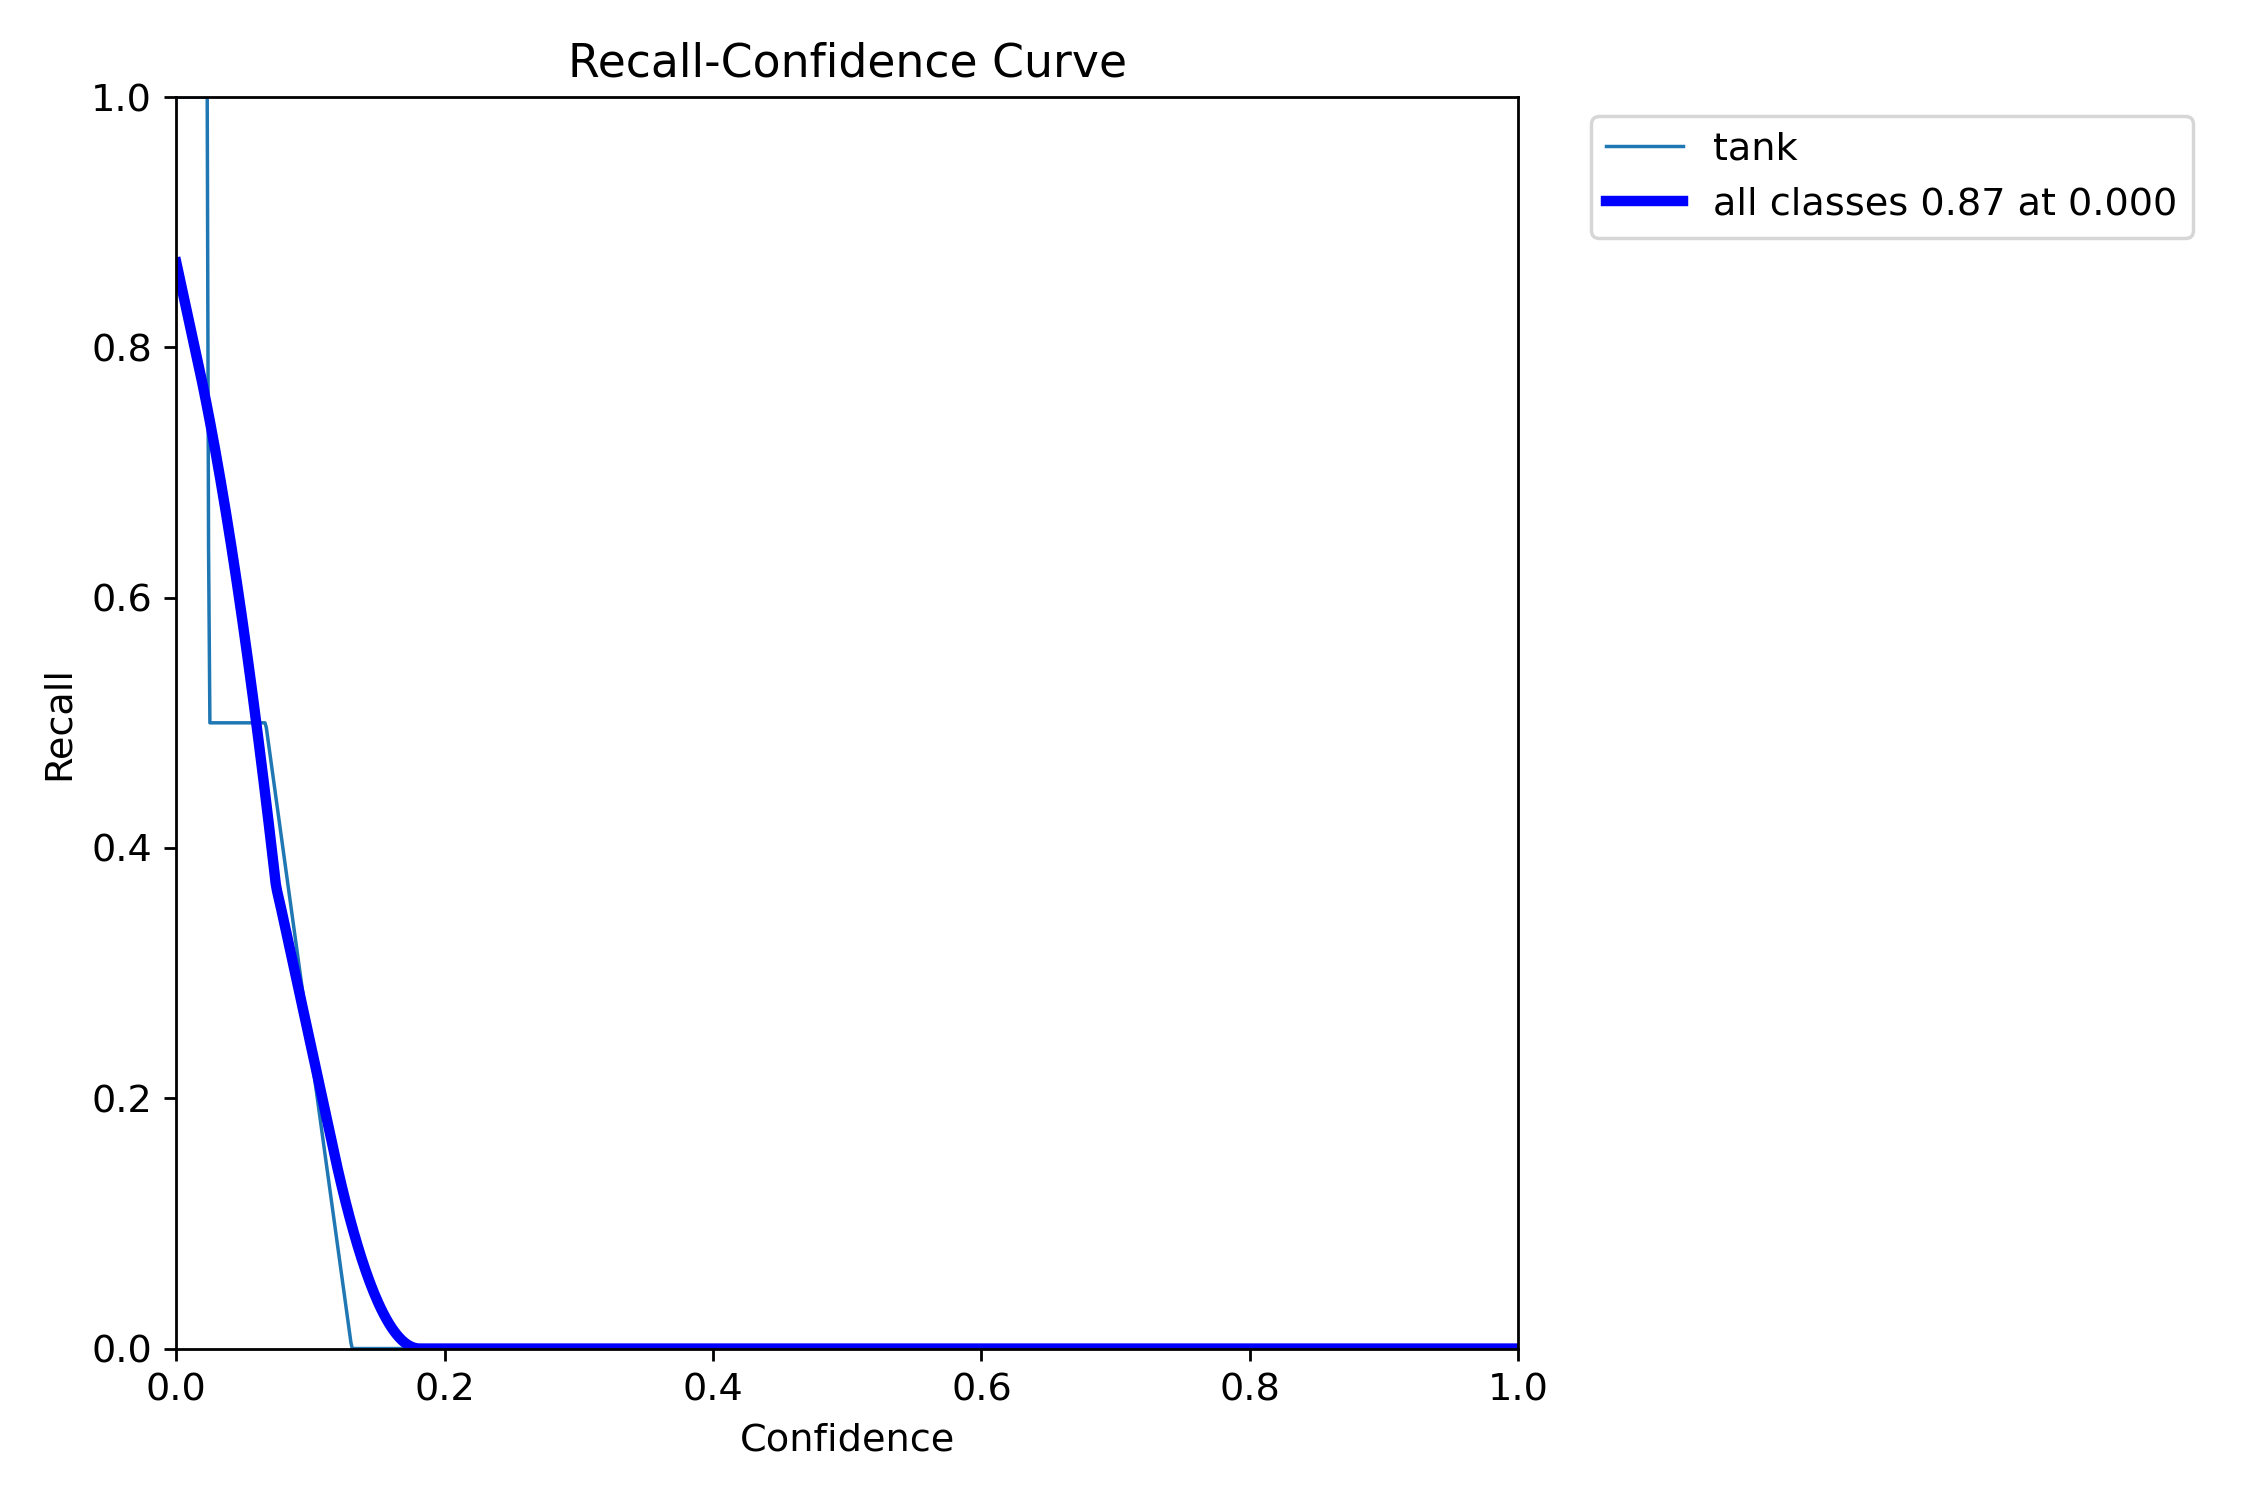 Recall-Confidence Curve
1.0
0.8
0.6
0.4
0.2
0.0
Recall
0.0 0.2 0.4 0.6 0.8 1.0
Confidence
tank
all classes 0.87 at 0.000